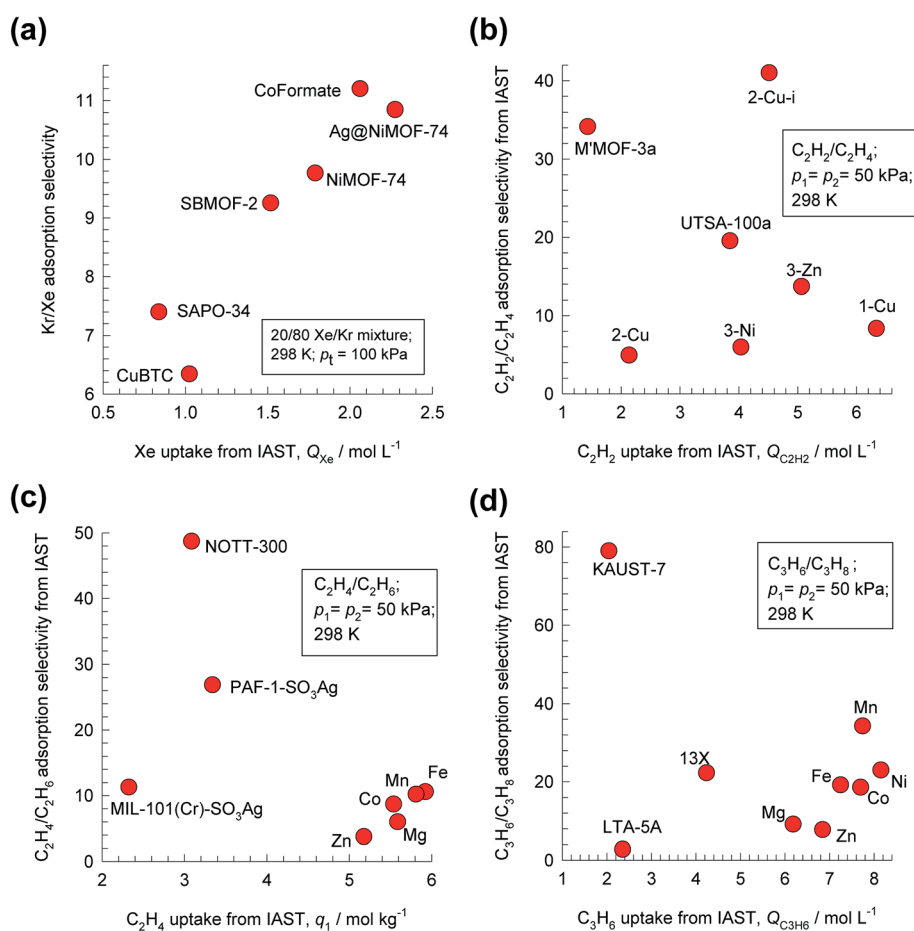 (a)
Kr/Xe adsorption selectivity
11
10
9
8
7
6
CoFormate
Ag@NiMOF-74
NiMOF-74
SBMOF-2
SAPO-34
CuBTC
20/80 Xe/Kr mixture;
298 K; pt = 100 kPa
0.5 1.0 1.5 2.0 2.5
Xe uptake from IAST, QXe / mol L-1
(b)
C2H2/C2H4 adsorption selectivity from IAST
40
30
20
10
0
2-Cu-i
M'MOF-3a
C2H2/C2H4;
p1= p2= 50 kPa;
298 K
UTSA-100a
3-Zn
1-Cu
2-Cu
3-Ni
1 2 3 4 5 6
C2H2 uptake from IAST, QC2H2 / mol L-1
(c)
C2H4/C2H6 adsorption selectivity from IAST
50
40
30
20
10
0
NOTT-300
C2H4/C2H6;
p1= p2= 50 kPa;
298 K
PAF-1-SO3Ag
MIL-101(Cr)-SO3Ag
Fe
Mn
Co
Mg
Zn
2 3 4 5 6
C2H4 uptake from IAST, q1 / mol kg-1
(d)
C3H6/C3H8 adsorption selectivity from IAST
80
60
40
20
0
KAUST-7
C3H6/C3H8 ;
p1= p2= 50 kPa;
298 K
Mn
13X
Fe
Ni
Co
Mg
Zn
LTA-5A
1 2 3 4 5 6 7 8
C3H6 uptake from IAST, QC3H6 / mol L-1